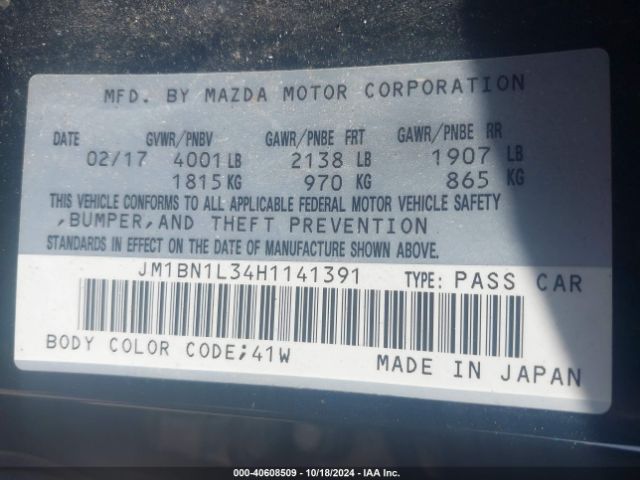 MFD. BY MAZDA MOTOR CORPORATION
DATE GVWR/PNBV GAWR/PNBE FRT GAWR/PNBE RR
02/17 4001 LB 2138 LB 1907 LB
1815 KG 970 KG 865 KG
THIS VEHICLE CONFORMS TO ALL APPLICABLE FEDERAL MOTOR VEHICLE SAFETY
,BUMPER,AND THEFT PREVENTION
STANDARDS IN EFFECT ON THE DATE OF MANUFACTURE SHOWN ABOVE.
JM1BN1L34H1141391 TYPE: PASS CAR
BODY COLOR CODE;41W MADE IN JAPAN
000-40608509 | 10/18/2024 | IAA Inc.